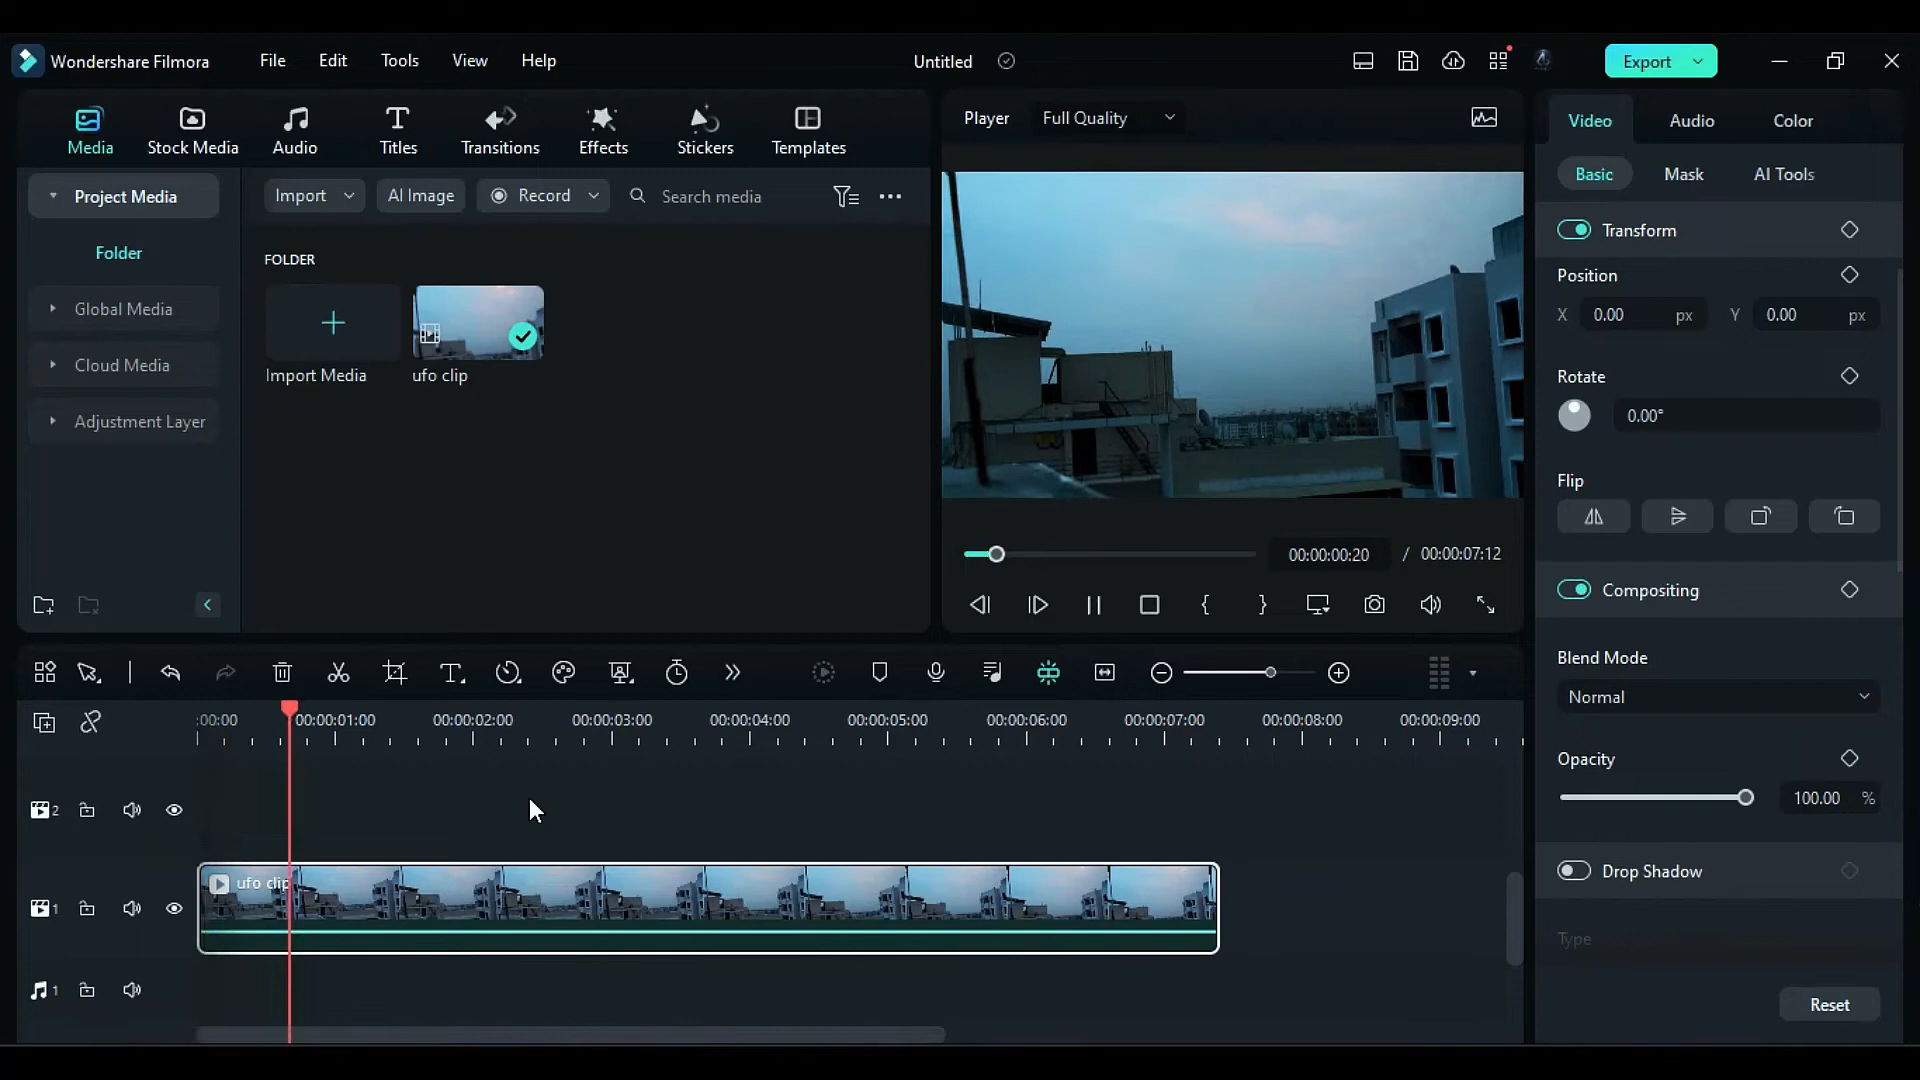 Wondershare Filmora File Edit Tools View Help Untitled Export
Media Stock Media Audio Titles Transitions Effects Stickers Templates
Player Full Quality
Video Audio Color
Project Media
Import AI Image Record Search media
Basic Mask AI Tools
Folder
Global Media
Cloud Media
Adjustment Layer
FOLDER
Import Media ufo clip
Transform
Position
X 0.00 px Y 0.00 px
Rotate
0.00°
Flip
00:00:00:20 / 00:00:07:12
{ }
Compositing
Blend Mode
Normal
Opacity
100.00 %
Drop Shadow
Type
Reset
:00:00 00:00:01:00 00:00:02:00 00:00:03:00 00:00:04:00 00:00:05:00 00:00:06:00 00:00:07:00 00:00:08:00 00:00:09:00
2
ufo clip
1
1